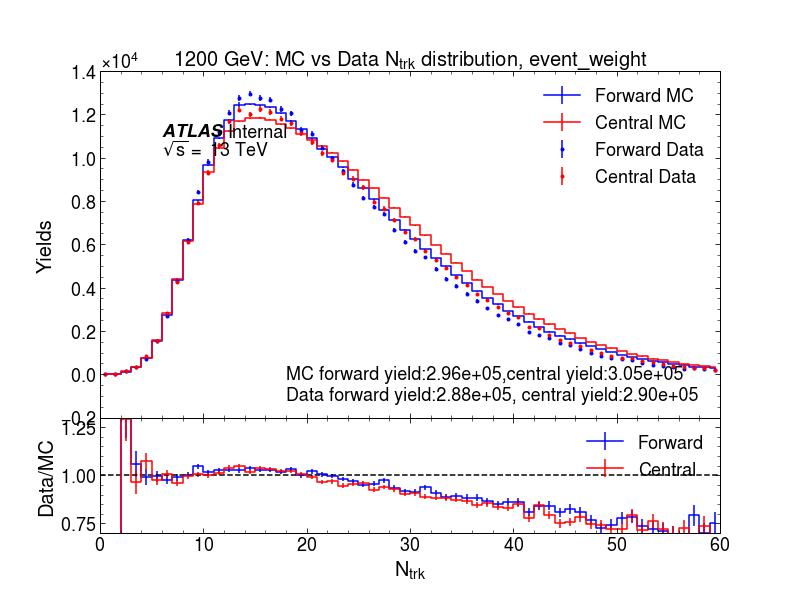 1200 GeV: MC vs Data Ntrk distribution, event_weight
×10⁴
1.4
1.2
1.0
0.8
0.6
0.4
0.2
0.0
0.2
Yields
ATLAS Internal
√s = 13 TeV
Forward MC
Central MC
Forward Data
Central Data
MC forward yield:2.96e+05,central yield:3.05e+05
Data forward yield:2.88e+05, central yield:2.90e+05
1.25
1.00
0.75
Data/MC
Forward
Central
0 10 20 30 40 50 60
Ntrk